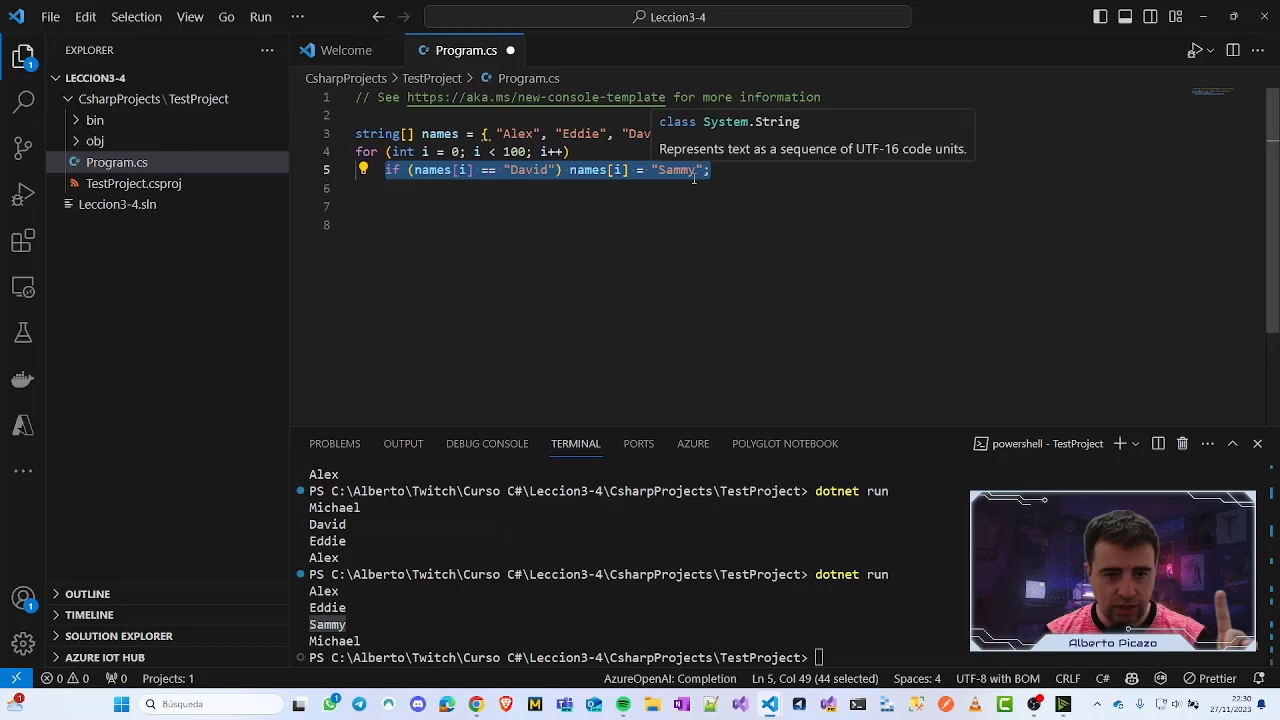 File Edit Selection View Go Run ··· Leccion3-4
EXPLORER ···
Welcome Program.cs
LECCION3-4
CsharpProjects > TestProject > Program.cs
CsharpProjects \ TestProject
bin
obj
Program.cs
TestProject.csproj
Leccion3-4.sln
1 // See https://aka.ms/new-console-template for more information
2
class System.String
3 string[] names = { "Alex", "Eddie", "Dav
Represents text as a sequence of UTF-16 code units.
4 for (int i = 0; i < 100; i++)
5 if (names[i] == "David") names[i] = "Sammy";
6
7
8
PROBLEMS OUTPUT DEBUG CONSOLE TERMINAL PORTS AZURE POLYGLOT NOTEBOOK powershell - TestProject
Alex
PS C:\Alberto\Twitch\Curso C#\Leccion3-4\CsharpProjects\TestProject> dotnet run
Michael
David
Eddie
Alex
PS C:\Alberto\Twitch\Curso C#\Leccion3-4\CsharpProjects\TestProject> dotnet run
Alex
Eddie
Sammy
Michael
PS C:\Alberto\Twitch\Curso C#\Leccion3-4\CsharpProjects\TestProject>
Alberto Picazo
1
1
OUTLINE
TIMELINE
SOLUTION EXPLORER
AZURE IOT HUB
0 0 0 Projects: 1 AzureOpenAI: Completion Ln 5, Col 49 (44 selected) Spaces: 4 UTF-8 with BOM CRLF C# Prettier
Búsqueda
22:30
27/11/2023